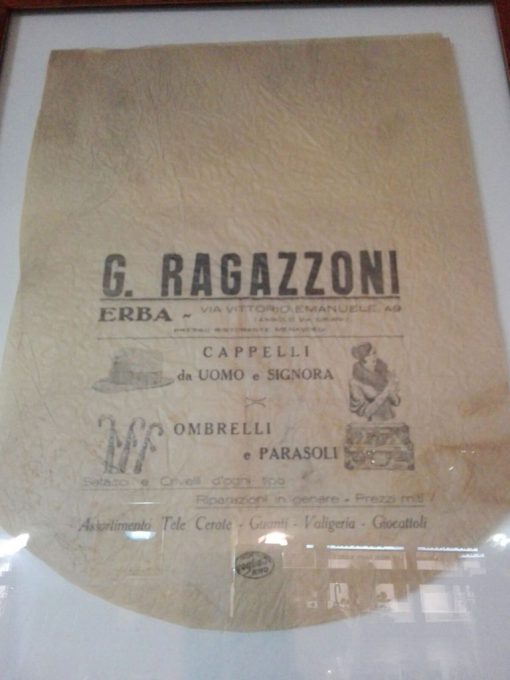 G. RAGAZZONI
ERBA ~ VIA VITTORIO EMANUELE, 49
CAPPELLI
da UOMO e SIGNORA
OMBRELLI
e PARASOLI
Setacci e Crivelli d'ogni tipo
Riparazioni in genere - Prezzi miti
Assortimento Tele Cerate - Guanti - Valigeria - Giocattoli